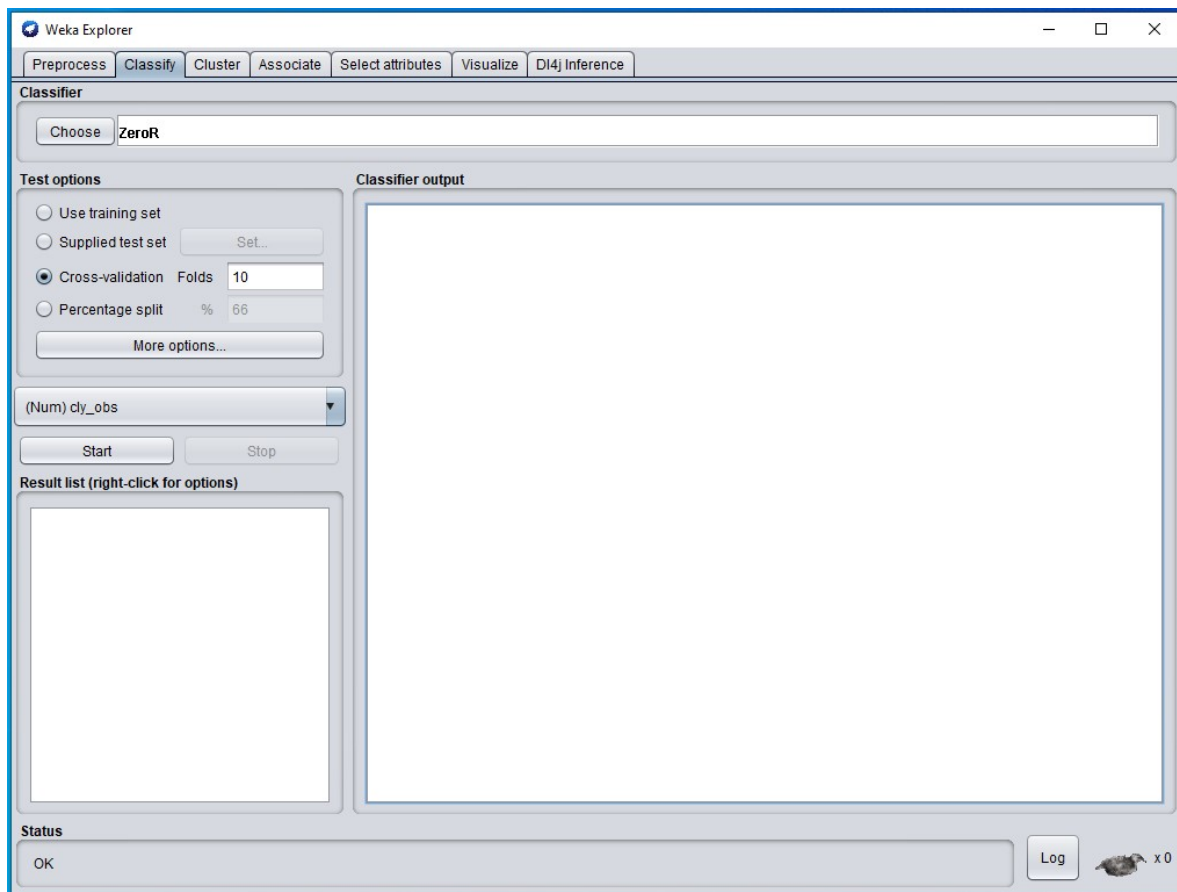 Weka Explorer
Preprocess Classify Cluster Associate Select attributes Visualize Dl4j Inference
Classifier
Choose ZeroR
Test options
Use training set
Supplied test set Set...
Cross-validation Folds 10
Percentage split % 66
More options...
(Num) cly_obs
Start Stop
Result list (right-click for options)
Classifier output
Status
OK
Log x 0